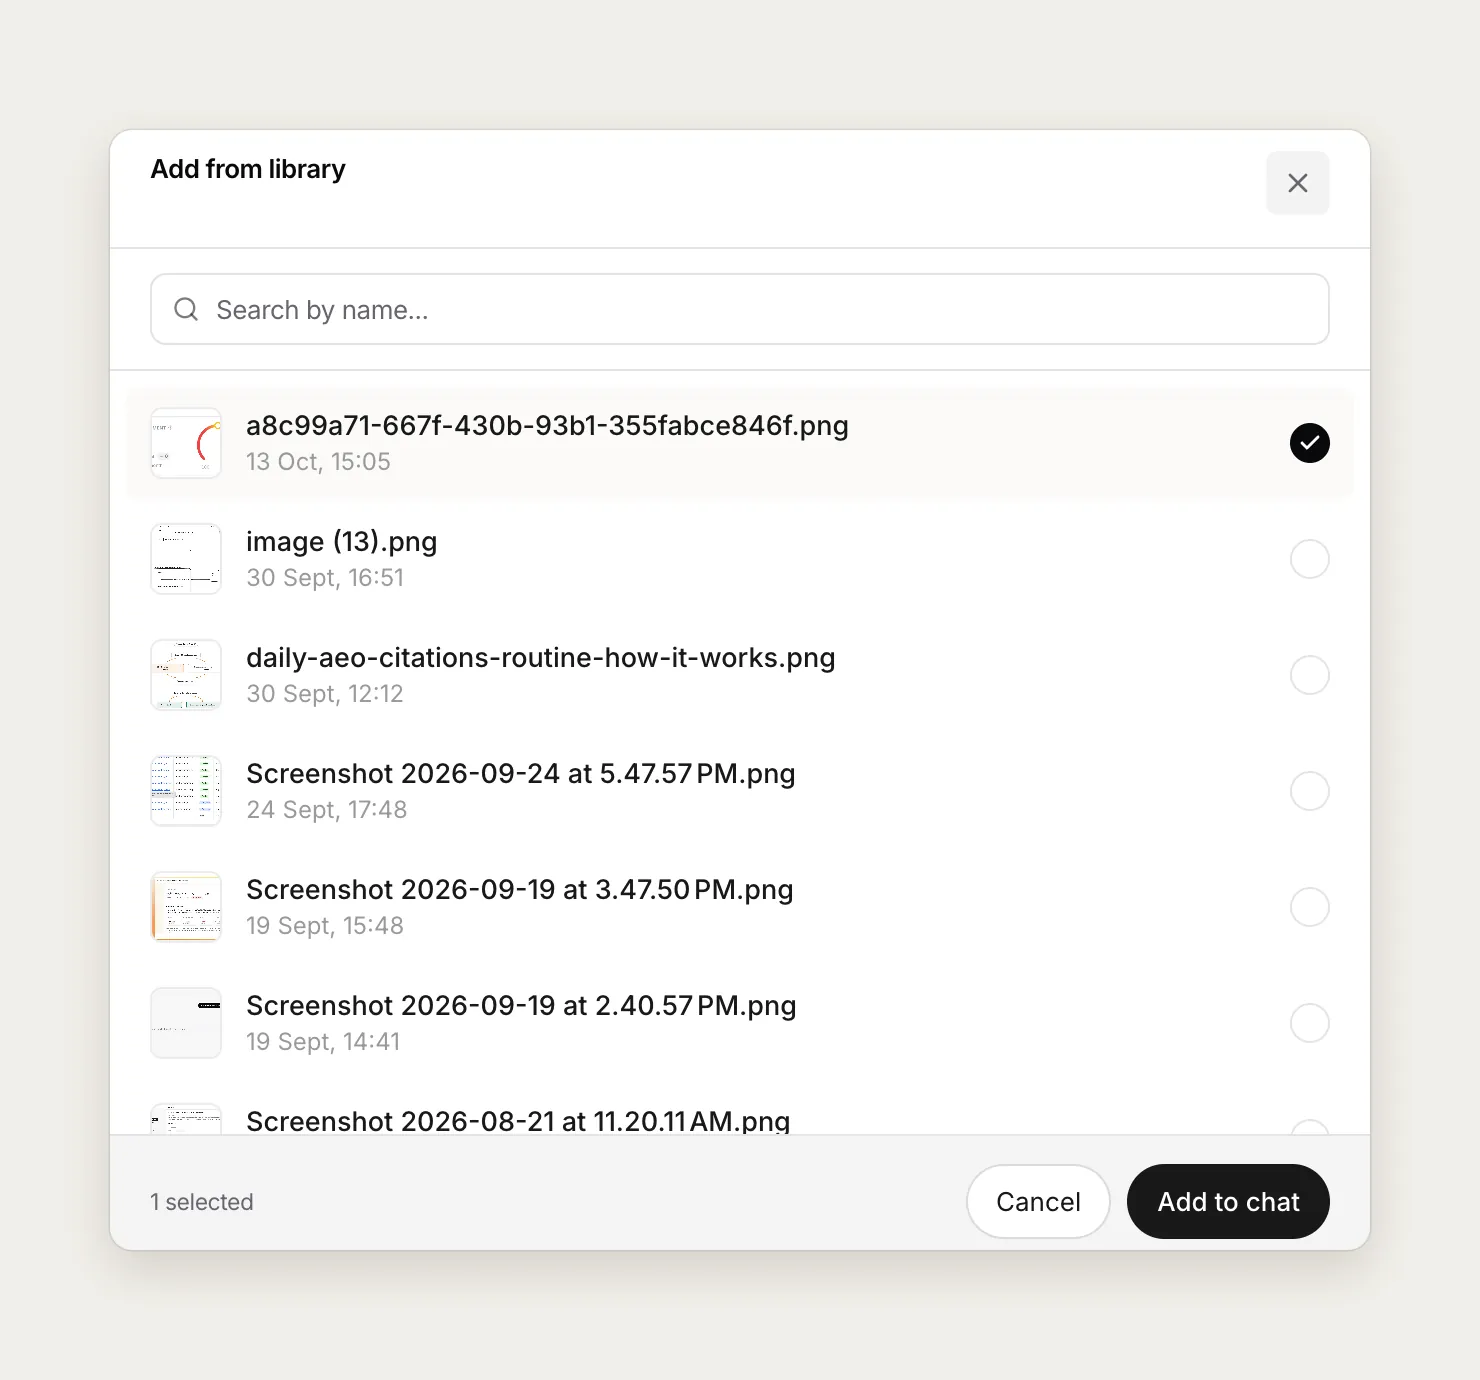 Add from library
Search by name...
a8c99a71-667f-430b-93b1-355fabce846f.png
13 Oct, 15:05
image (13).png
30 Sept, 16:51
daily-aeo-citations-routine-how-it-works.png
30 Sept, 12:12
Screenshot 2026-09-24 at 5.47.57 PM.png
24 Sept, 17:48
Screenshot 2026-09-19 at 3.47.50 PM.png
19 Sept, 15:48
Screenshot 2026-09-19 at 2.40.57 PM.png
19 Sept, 14:41
Screenshot 2026-08-21 at 11.20.11 AM.png
1 selected
Cancel
Add to chat